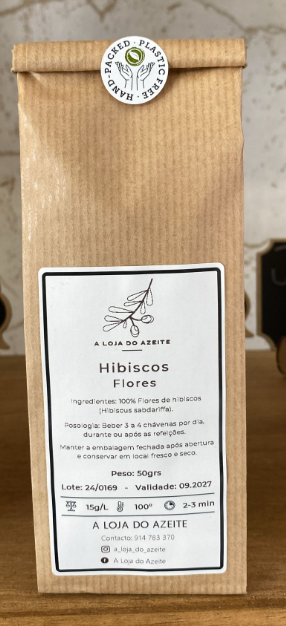 HAND-PACKED · PLASTIC FREE ·
A LOJA DO AZEITE
Hibiscos
Flores
Ingredientes: 100% Flores de hibiscos
(Hibiscus sabdariffa).
Posologia: Beber 3 a 4 chávenas por dia,
durante ou após as refeições.
Manter a embalagem fechada após abertura
e conservar em local fresco e seco.
Peso: 50grs
Lote: 24/0169 - Validade: 09.2027
15g/L 100º 2-3 min
A LOJA DO AZEITE
Contacto: 914 783 370
a_loja_do_azeite
A Loja do Azeite